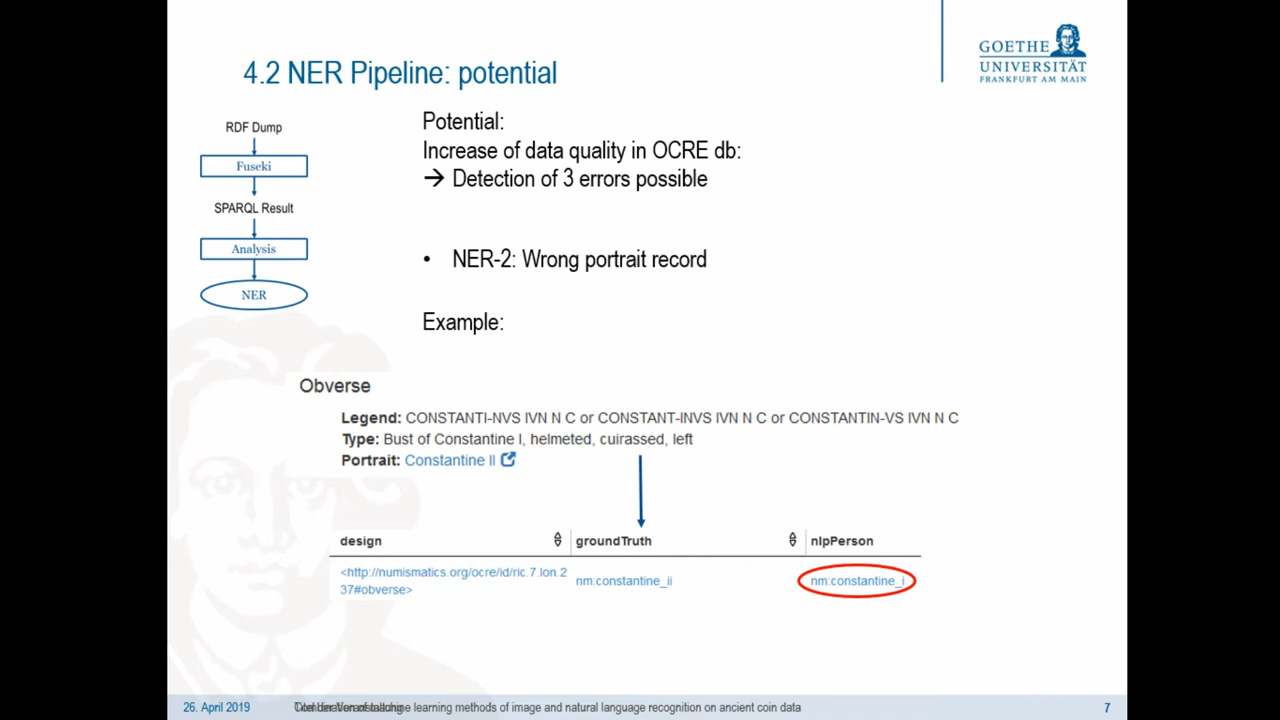 GOETHE
UNIVERSITÄT
FRANKFURT AM MAIN
4.2 NER Pipeline: potential
RDF Dump
Fuseki
SPARQL Result
Analysis
NER
Potential:
Increase of data quality in OCRE db:
→ Detection of 3 errors possible
• NER-2: Wrong portrait record
Example:
Obverse
Legend: CONSTANTI-NVS IVN N C or CONSTANT-INVS IVN N C or CONSTANTIN-VS IVN N C
Type: Bust of Constantine I, helmeted, cuirassed, left
Portrait: Constantine II
design groundTruth nlpPerson
<http://numismatics.org/ocre/id/ric.7.lon.2
37#obverse>
nm:constantine_ii nm:constantine_i
26. April 2019
learning methods of image and natural language recognition on ancient coin data
7